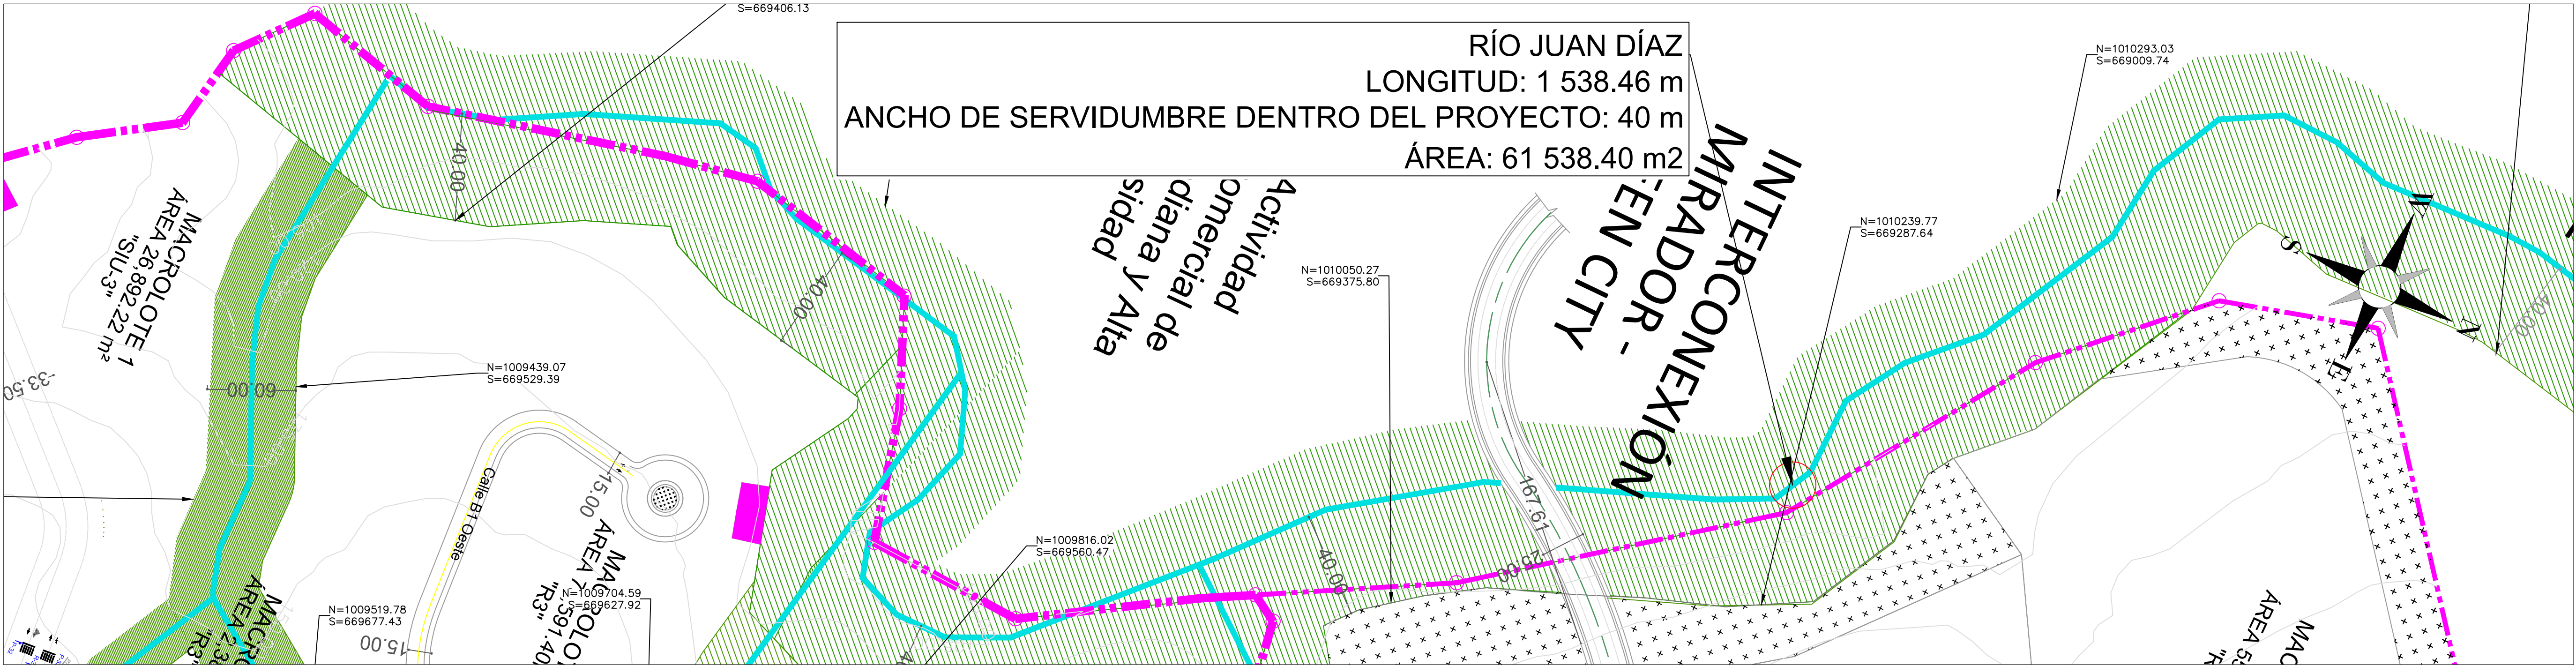 S=669406.13
RÍO JUAN DÍAZ
LONGITUD: 1 538.46 m
ANCHO DE SERVIDUMBRE DENTRO DEL PROYECTO: 40 m
ÁREA: 61 538.40 m2
N=1010293.03
S=669009.74
N=1010239.77
S=669287.64
N=1010050.27
S=669375.80
INTERCONEXIÓN
MIRADOR -
EN CITY
Actividad
omercial de
diana y Alta
sidad
MACROLOTE 1
ÁREA 26,892.22 m²
"SIU-3"
-33.50
40.00
40.00
60.00
N=1009439.07
S=669529.39
Calle B1 Oeste
15.00
15.00
N=1009519.78
S=669677.43
N=1009704.59
S=669627.92
"R3"
"R3"
N=1009816.02
S=669560.47
40.00
167.61
25.00
40.00
S
N
E